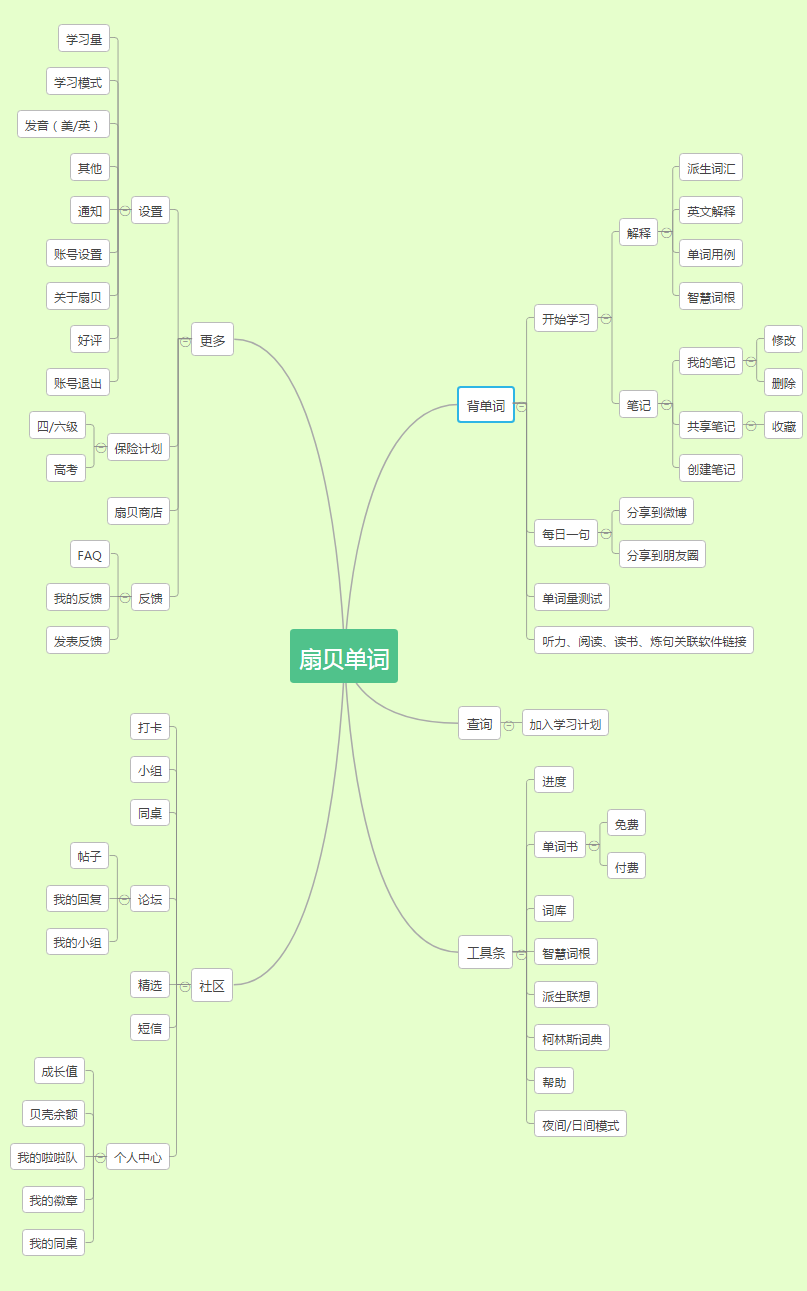 扇贝单词
背单词
开始学习
解释
派生词汇
英文解释
单词用例
智慧词根
笔记
我的笔记
修改
删除
共享笔记
收藏
创建笔记
每日一句
分享到微博
分享到朋友圈
单词量测试
听力、阅读、读书、炼句关联软件链接
查询
加入学习计划
工具条
进度
单词书
免费
付费
词库
智慧词根
派生联想
柯林斯词典
帮助
夜间/日间模式
更多
设置
学习量
学习模式
发音（美/英）
其他
通知
账号设置
关于扇贝
好评
账号退出
保险计划
四/六级
高考
扇贝商店
反馈
FAQ
我的反馈
发表反馈
社区
打卡
小组
同桌
论坛
帖子
我的回复
我的小组
精选
短信
个人中心
成长值
贝壳余额
我的啦啦队
我的徽章
我的同桌